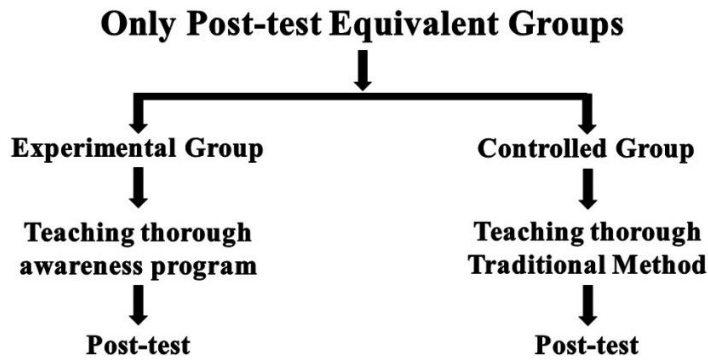 Only Post-test Equivalent Groups
Experimental Group
Controlled Group
Teaching thorough
awareness program
Teaching thorough
Traditional Method
Post-test
Post-test